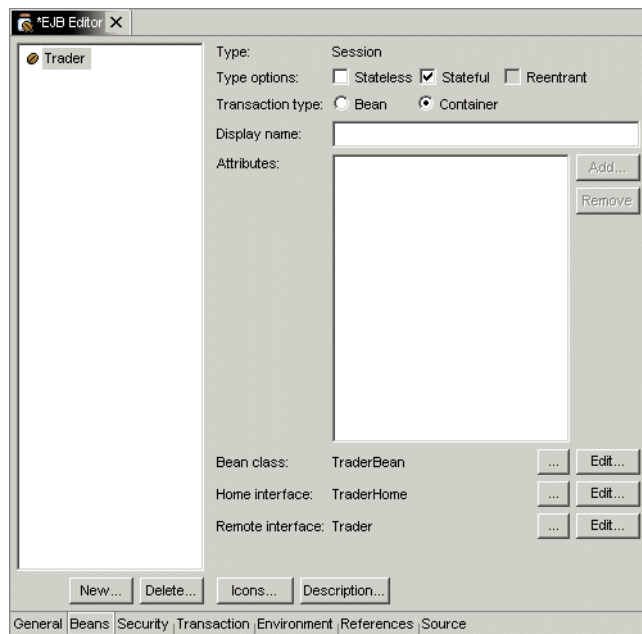 *EJB Editor X
Trader
Type: Session
Type options: Stateless Stateful Reentrant
Transaction type: Bean Container
Display name:
Attributes: Add...
Remove
Bean class: TraderBean ... Edit...
Home interface: TraderHome ... Edit...
Remote interface: Trader ... Edit...
New... Delete... Icons... Description...
General Beans Security Transaction Environment References Source